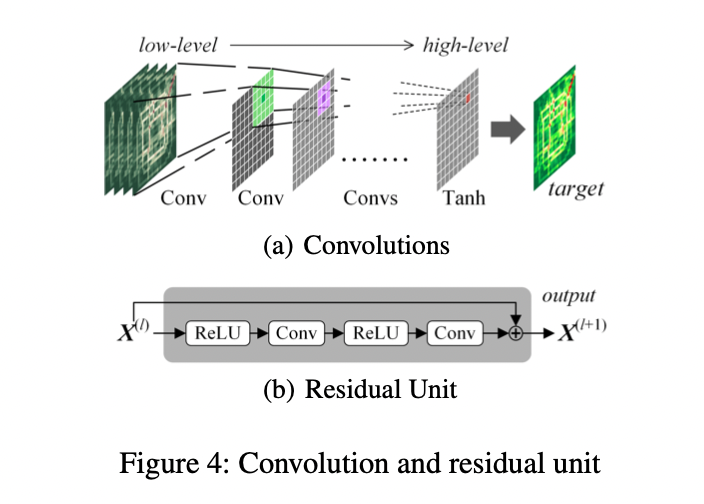 low-level high-level
Conv Conv Convs Tanh target
(a) Convolutions
output
X(l) ReLU Conv ReLU Conv X(l+1)
(b) Residual Unit
Figure 4: Convolution and residual unit